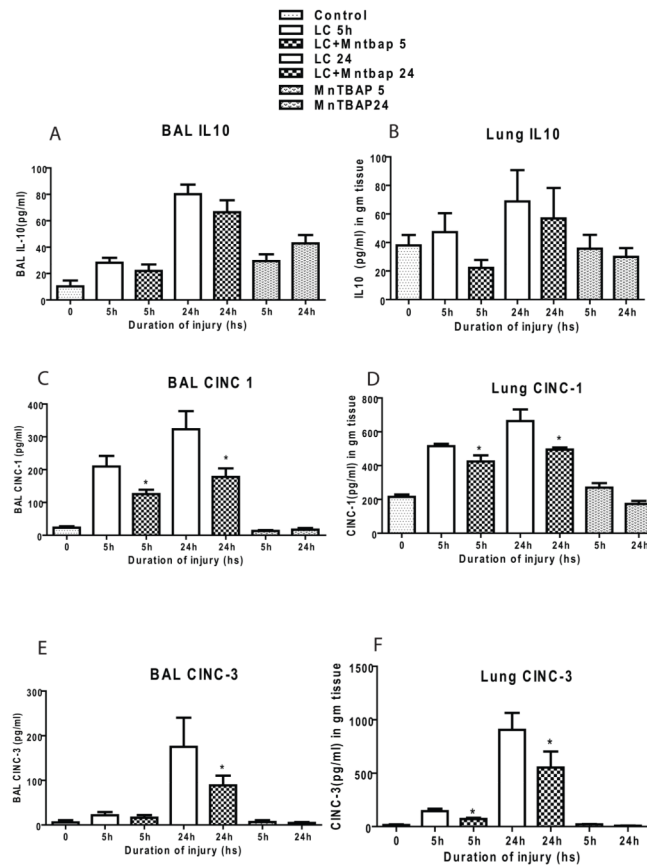 Control
LC 5h
LC+Mntbap 5
LC 24
LC+Mntbap 24
MnTBAP 5
MnTBAP24
A
BAL IL10
BAL IL-10(pg/ml)
100
80
60
40
20
0
0 5h 5h 24h 24h 5h 24h
Duration of injury (hs)
B
Lung IL10
IL10 (pg/ml) in gm tissue
100
80
60
40
20
0
0 5h 5h 24h 24h 5h 24h
Duration of injury (hs)
C
BAL CINC 1
BAL CINC-1 (pg/ml)
400
300
200
100
0
* *
0 5h 5h 24h 24h 5h 24h
Duration of injury (hs)
D
Lung CINC-1
CINC-1(pg/ml) in gm tissue
800
600
400
200
0
* *
0 5h 5h 24h 24h 5h 24h
Duration of injury (hs)
E
BAL CINC-3
BAL CINC-3 (pg/ml)
300
200
100
0
*
0 5h 5h 24h 24h 5h 24h
Duration of injury (hs)
F
Lung CINC-3
CINC-3(pg/ml) in gm tissue
1500
1000
500
0
* *
0 5h 5h 24h 24h 5h 24h
Duration of injury (hs)